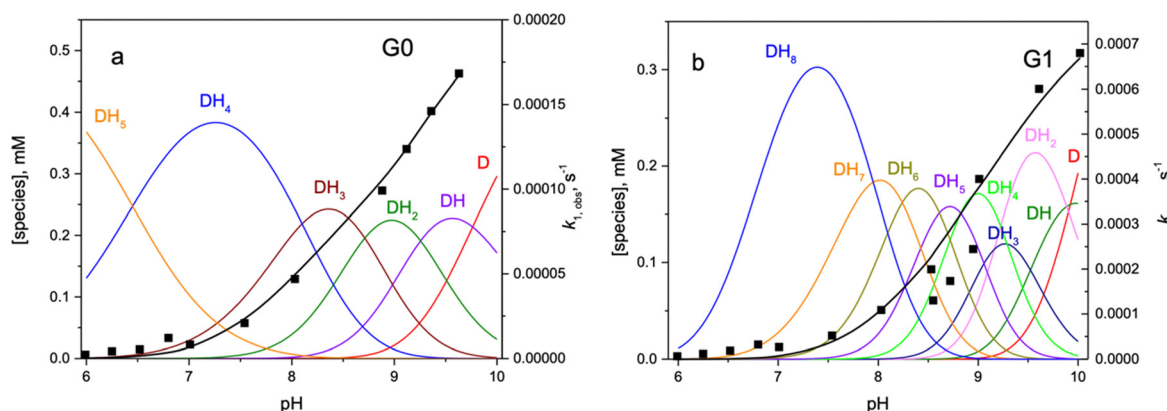 a
G0
DH5
DH4
DH3
DH2
DH
D
[species], mM
0.5
0.4
0.3
0.2
0.1
0.0
6
7
8
9
10
pH
0.00020
0.00015
0.00010
0.00005
0.00000
k1, obs, s-1
b
G1
DH8
DH7
DH6
DH5
DH4
DH3
DH2
DH
D
[species], mM
0.3
0.2
0.1
0.0
6
7
8
9
10
pH
0.0007
0.0006
0.0005
0.0004
0.0003
0.0002
0.0001
0.0000
s-1